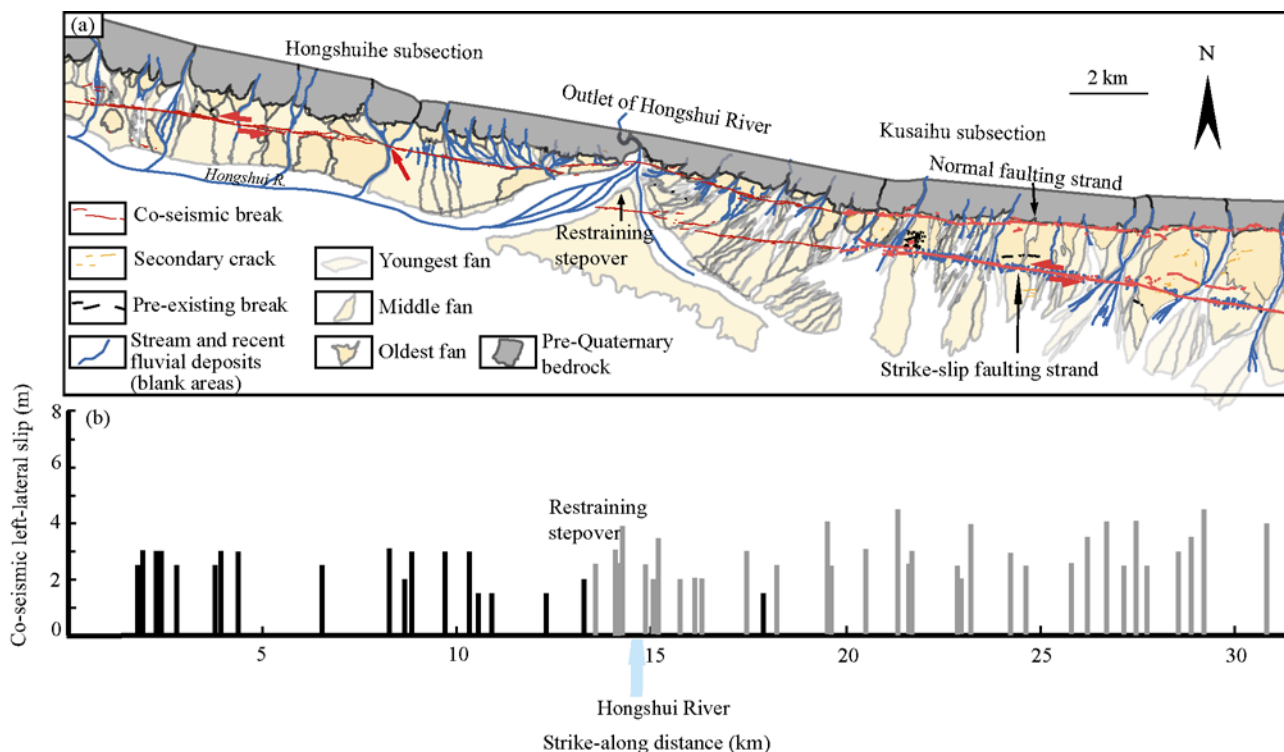 (a)
Hongshuihe subsection
N
2 km
Outlet of Hongshui River
Kusaihu subsection
Normal faulting strand
Hongshui R.
Co-seismic break
Restraining
stepover
Secondary crack
Youngest fan
Pre-existing break
Middle fan
Stream and recent
fluvial deposits
(blank areas)
Oldest fan
Pre-Quaternary
bedrock
Strike-slip faulting strand
(b)
Co-seismic left-lateral slip (m)
8
6
4
2
0
Restraining
stepover
5
10
15
20
25
30
Hongshui River
Strike-along distance (km)